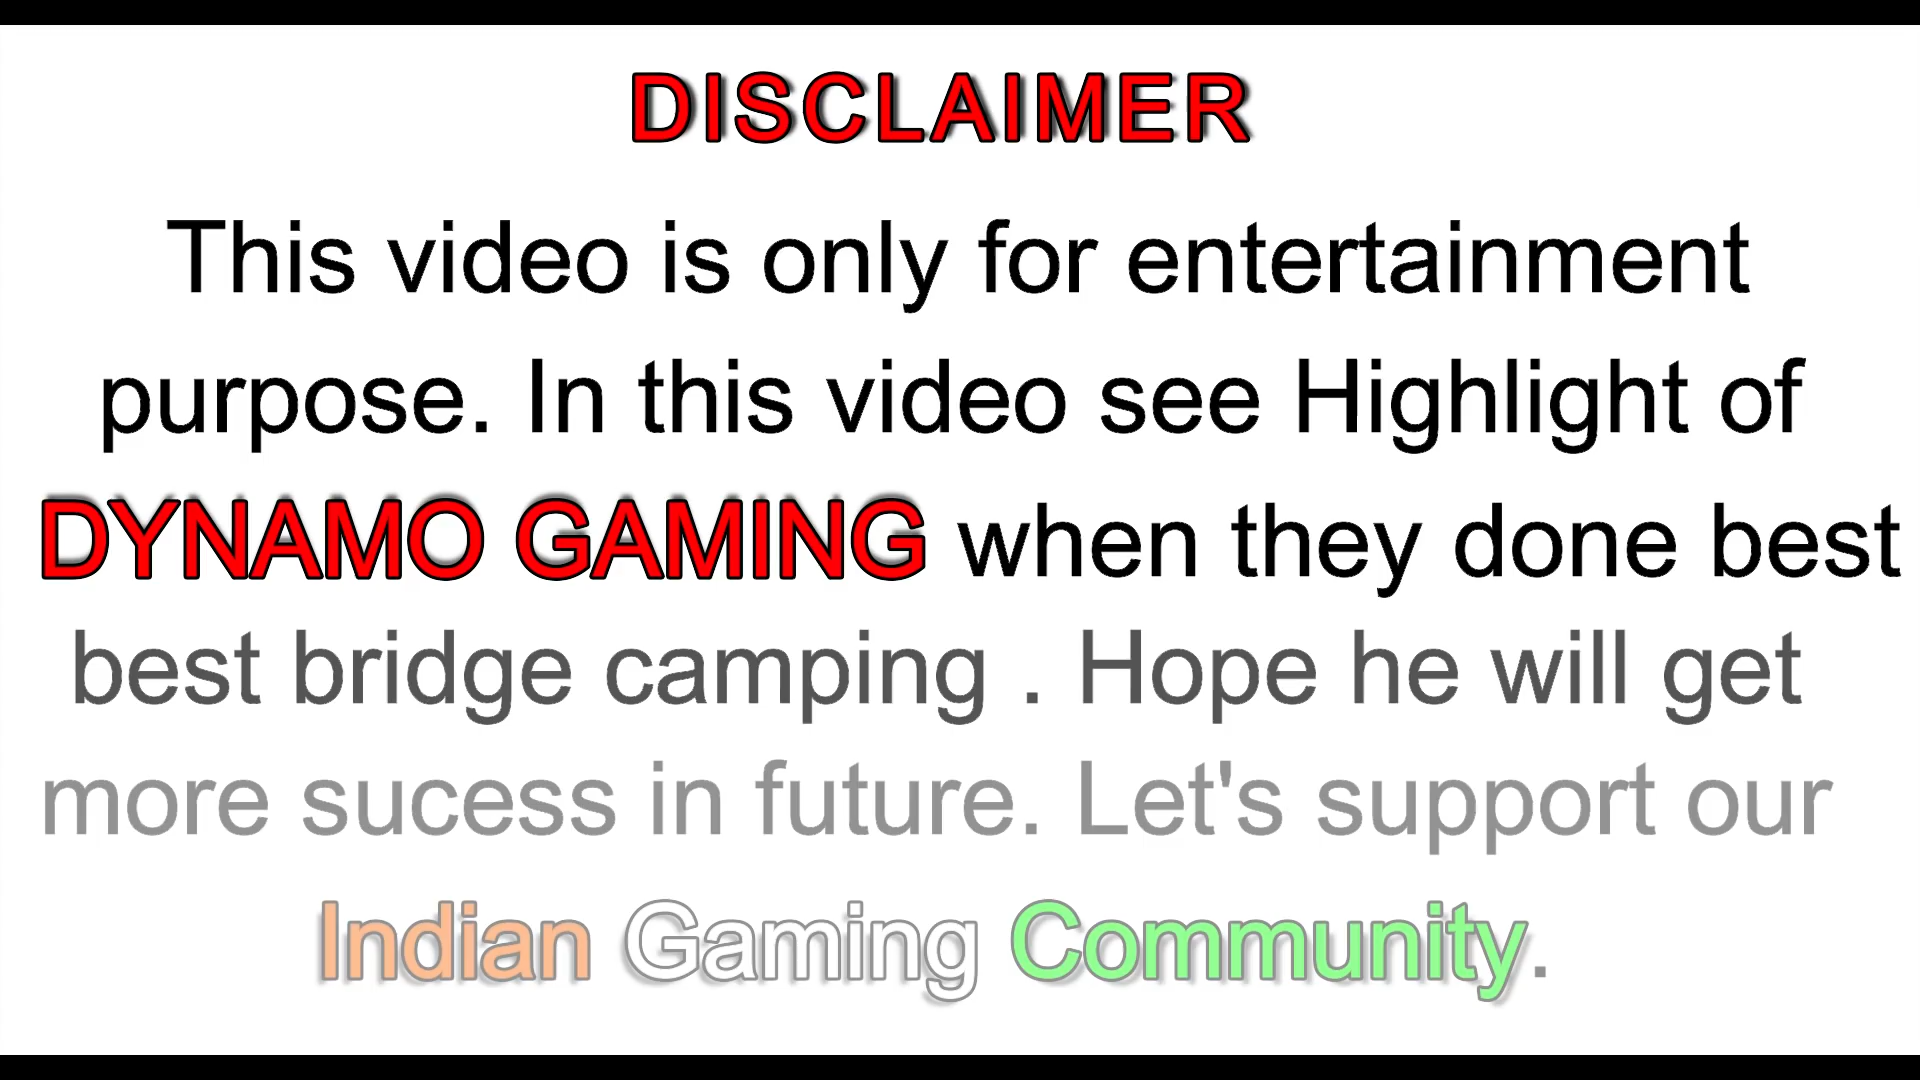 DISCLAIMER
This video is only for entertainment
purpose. In this video see Highlight of
DYNAMO GAMING when they done best
best bridge camping . Hope he will get
more sucess in future. Let's support our
Indian Gaming Community.